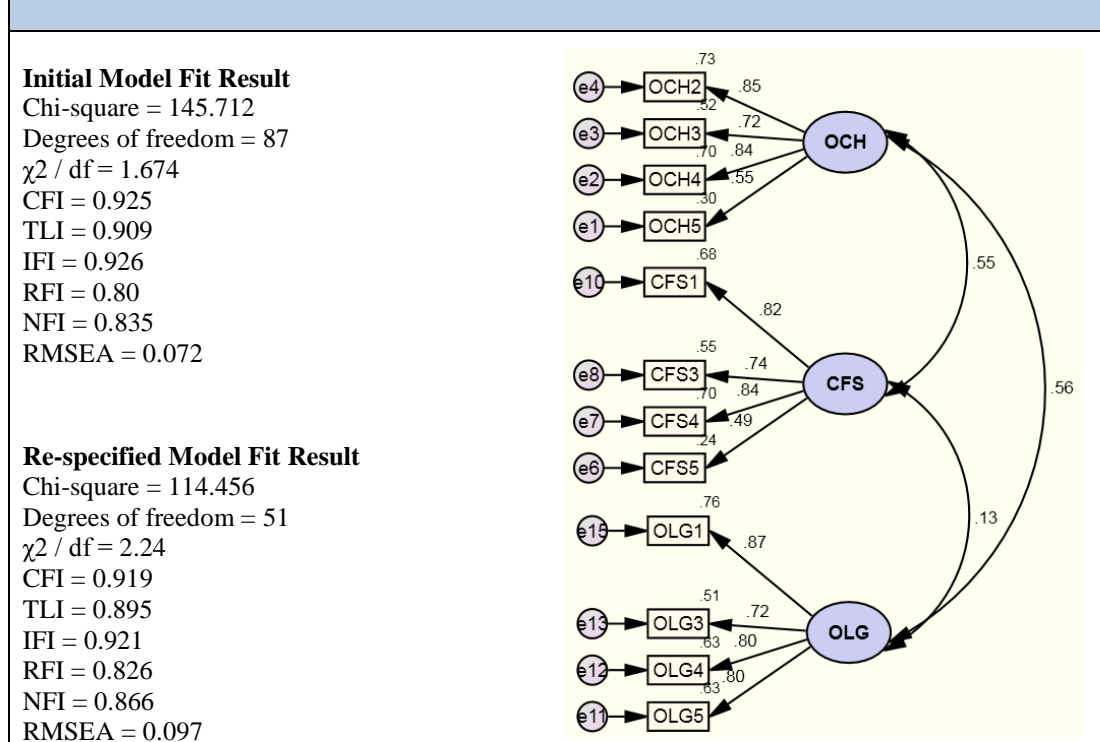 Initial Model Fit Result
Chi-square = 145.712
Degrees of freedom = 87
χ2 / df = 1.674
CFI = 0.925
TLI = 0.909
IFI = 0.926
RFI = 0.80
NFI = 0.835
RMSEA = 0.072
Re-specified Model Fit Result
Chi-square = 114.456
Degrees of freedom = 51
χ2 / df = 2.24
CFI = 0.919
TLI = 0.895
IFI = 0.921
RFI = 0.826
NFI = 0.866
RMSEA = 0.097
.73
e4 OCH2 .85
.52
e3 OCH3 .72
OCH
.70 .84
e2 OCH4 .55
.30
e1 OCH5
.55
.68
e10 CFS1
.82
.55
e8 CFS3 .74
CFS
.56
.70 .84
e7 CFS4 .49
.24
e6 CFS5
.76
e15 OLG1 .87
.13
.51
e13 OLG3 .72
OLG
.63 .80
e12 OLG4 .80
.63
e11 OLG5